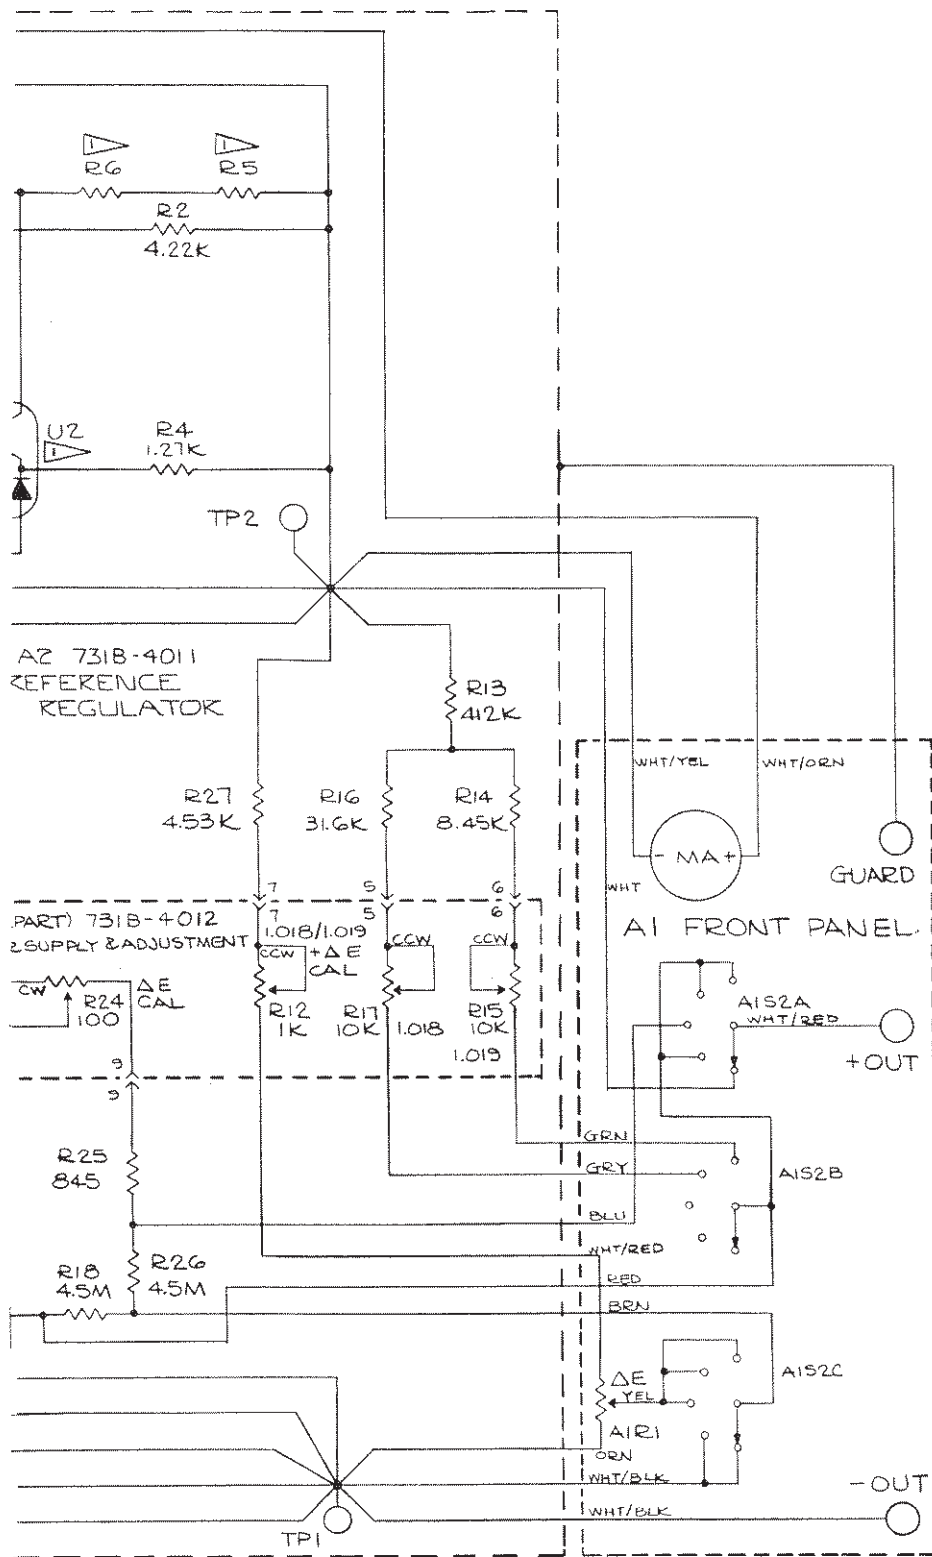 R6
R5
R2
4.22K
U2
R4
1.27K
TP2
A2 731B-4011
REFERENCE
REGULATOR
R13
412K
WHT/YEL
WHT/ORN
R27
4.53K
R16
31.6K
R14
8.45K
- MA +
GUARD
WHT
7
5
6
7
5
6
PART) 731B-4012
SUPPLY & ADJUSTMENT
1.018/1.019
CCW
+ΔE
CAL
CCW
CCW
A1 FRONT PANEL.
CW
R24
100
ΔE
CAL
R12
1K
R17
10K
1.018
R15
10K
1.019
A1S2A
WHT/RED
+OUT
9
9
GRN
GRY
A1S2B
R25
845
BLU
WHT/RED
R18
4.5M
R26
4.5M
RED
BRN
ΔE
YEL
A1S2C
A1R1
ORN
WHT/BLK
-OUT
WHT/BLK
TP1